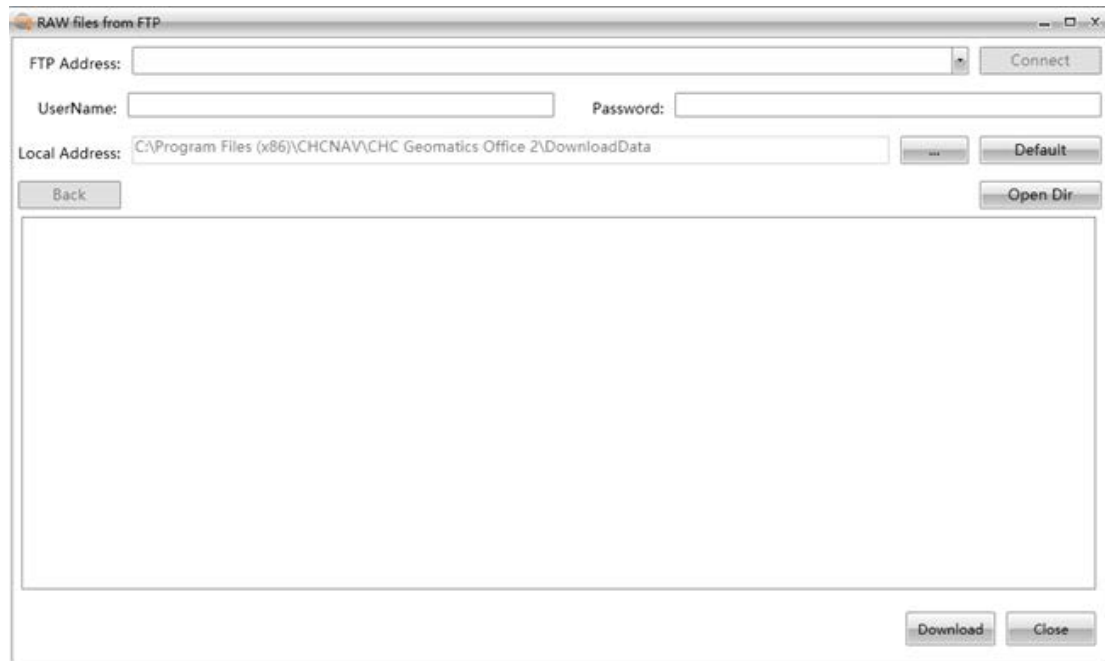 RAW files from FTP
FTP Address: Connect
UserName: Password:
Local Address: C:\Program Files (x86)\CHCNAV\CHC Geomatics Office 2\DownloadData ... Default
Back Open Dir
Download Close